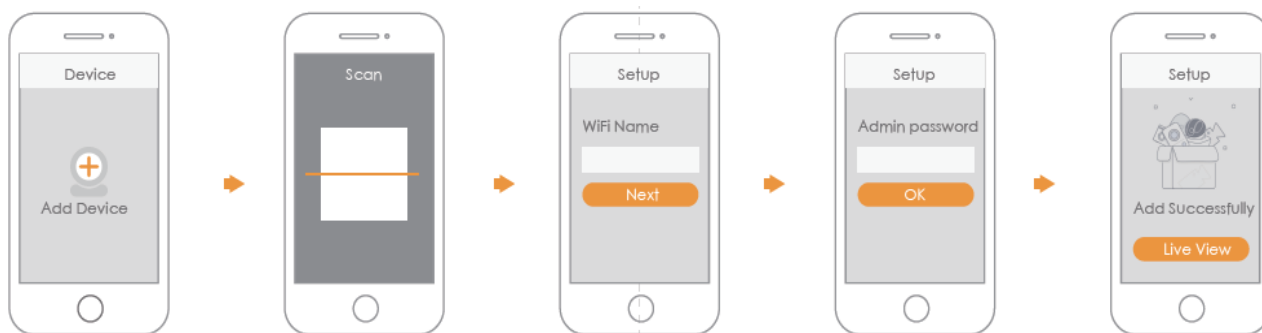 Device
Add Device
Scan
Setup
WiFi Name
Next
Setup
Admin password
OK
Setup
Add Successfully
Live View